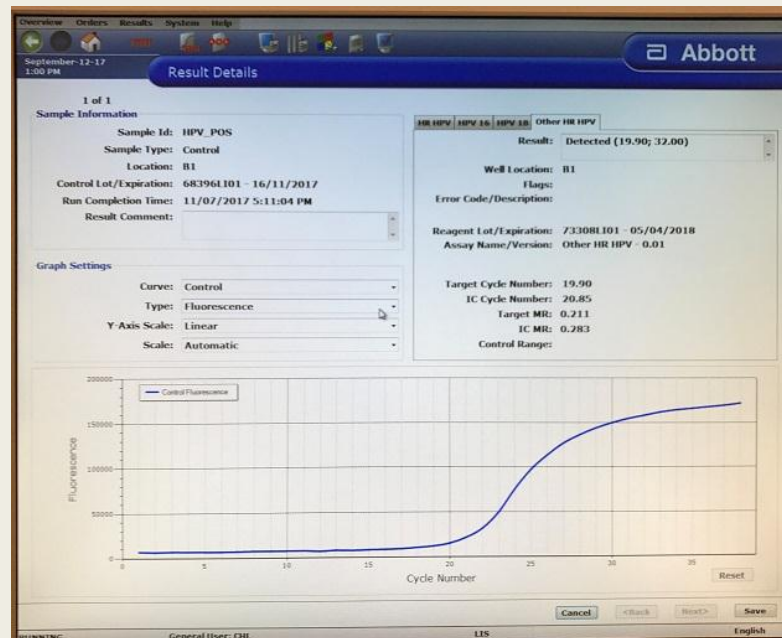 Overview Orders Results System Help
September-12-17
1:00 PM
Result Details
Abbott
1 of 1
Sample Information
Sample Id: HPV_POS
Sample Type: Control
Location: B1
Control Lot/Expiration: 68396LI01 - 16/11/2017
Run Completion Time: 11/07/2017 5:11:04 PM
Result Comment:
HR HPV HPV 16 HPV 18 Other HR HPV
Result: Detected (19.90; 32.00)
Well Location: B1
Flags:
Error Code/Description:
Reagent Lot/Expiration: 73308LI01 - 05/04/2018
Assay Name/Version: Other HR HPV - 0.01
Target Cycle Number: 19.90
IC Cycle Number: 20.85
Target MR: 0.211
IC MR: 0.283
Control Range:
Graph Settings
Curve: Control
Type: Fluorescence
Y-Axis Scale: Linear
Scale: Automatic
200000
150000
100000
50000
0
Control Fluorescence
Fluorescence
0 5 10 15 20 25 30 35
Cycle Number
Reset
Cancel <Back Next> Save
RUNNING General User: CHL LIS English